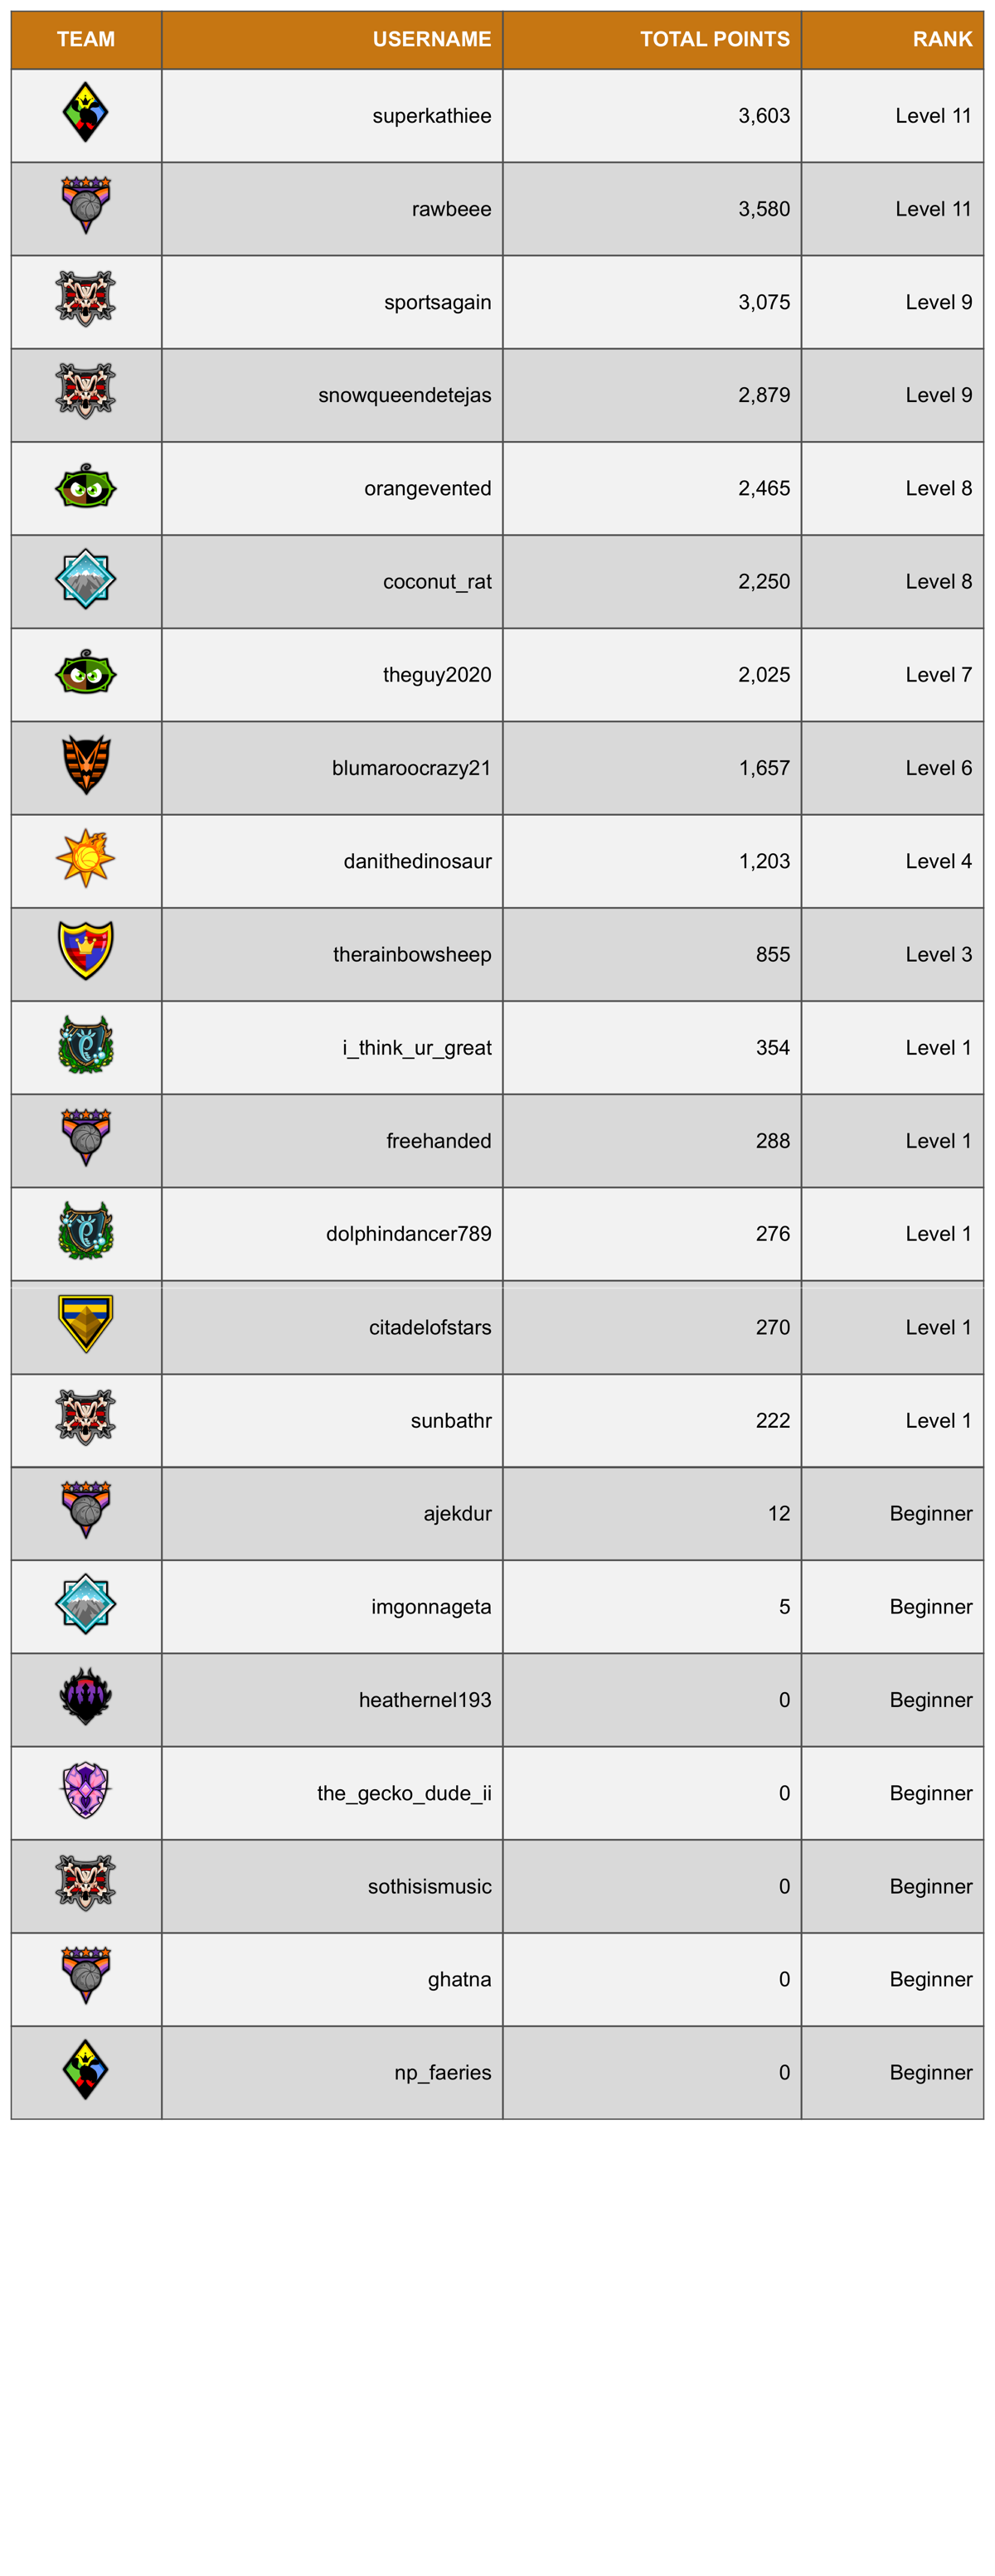 TEAM USERNAME TOTAL POINTS RANK
superkathiee 3,603 Level 11
rawbeee 3,580 Level 11
sportsagain 3,075 Level 9
snowqueendetejas 2,879 Level 9
orangevented 2,465 Level 8
coconut_rat 2,250 Level 8
theguy2020 2,025 Level 7
blumaroocrazy21 1,657 Level 6
danithedinosaur 1,203 Level 4
therainbowsheep 855 Level 3
i_think_ur_great 354 Level 1
freehanded 288 Level 1
dolphindancer789 276 Level 1
citadelofstars 270 Level 1
sunbathr 222 Level 1
ajekdur 12 Beginner
imgonnageta 5 Beginner
heathernel193 0 Beginner
the_gecko_dude_ii 0 Beginner
sothisismusic 0 Beginner
ghatna 0 Beginner
np_faeries 0 Beginner